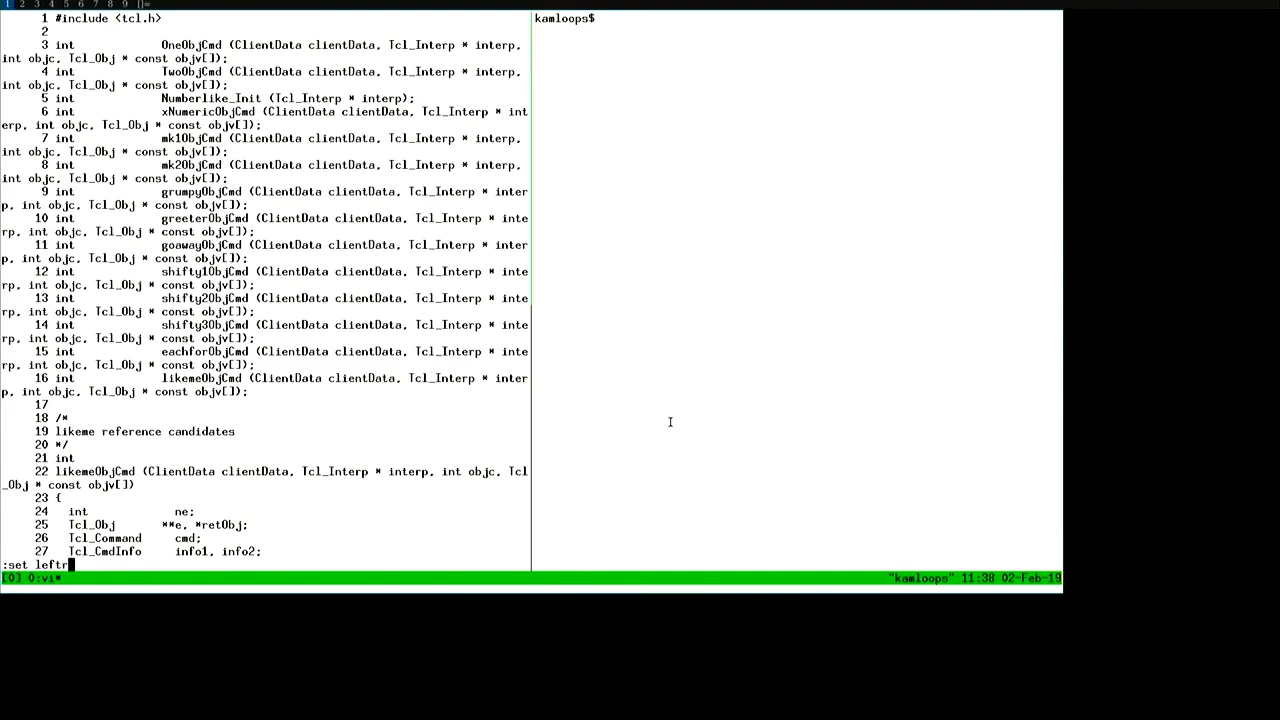 1 2 3 4 5 6 7 8 9 []=
1 #include <tcl.h>
2
3 int OneObjCmd (ClientData clientData, Tcl_Interp * interp,
int objc, Tcl_Obj * const objv[]);
4 int TwoObjCmd (ClientData clientData, Tcl_Interp * interp,
int objc, Tcl_Obj * const objv[]);
5 int Numberlike_Init (Tcl_Interp * interp);
6 int xNumericObjCmd (ClientData clientData, Tcl_Interp * int
erp, int objc, Tcl_Obj * const objv[]);
7 int mk1ObjCmd (ClientData clientData, Tcl_Interp * interp,
int objc, Tcl_Obj * const objv[]);
8 int mk2ObjCmd (ClientData clientData, Tcl_Interp * interp,
int objc, Tcl_Obj * const objv[]);
9 int grumpyObjCmd (ClientData clientData, Tcl_Interp * inter
p, int objc, Tcl_Obj * const objv[]);
10 int greeterObjCmd (ClientData clientData, Tcl_Interp * inte
rp, int objc, Tcl_Obj * const objv[]);
11 int goawayObjCmd (ClientData clientData, Tcl_Interp * inter
p, int objc, Tcl_Obj * const objv[]);
12 int shifty1ObjCmd (ClientData clientData, Tcl_Interp * inte
rp, int objc, Tcl_Obj * const objv[]);
13 int shifty2ObjCmd (ClientData clientData, Tcl_Interp * inte
rp, int objc, Tcl_Obj * const objv[]);
14 int shifty3ObjCmd (ClientData clientData, Tcl_Interp * inte
rp, int objc, Tcl_Obj * const objv[]);
15 int eachforObjCmd (ClientData clientData, Tcl_Interp * inte
rp, int objc, Tcl_Obj * const objv[]);
16 int likemeObjCmd (ClientData clientData, Tcl_Interp * inter
p, int objc, Tcl_Obj * const objv[]);
17
18 /*
19 likeme reference candidates
20 */
21 int
22 likemeObjCmd (ClientData clientData, Tcl_Interp * interp, int objc, Tcl
_Obj * const objv[])
23 {
24 int ne;
25 Tcl_Obj **e, *retObj;
26 Tcl_Command cmd;
27 Tcl_CmdInfo info1, info2;
:set leftr
kamloops$
[0] 0:vi* "kamloops" 11:38 02-Feb-19